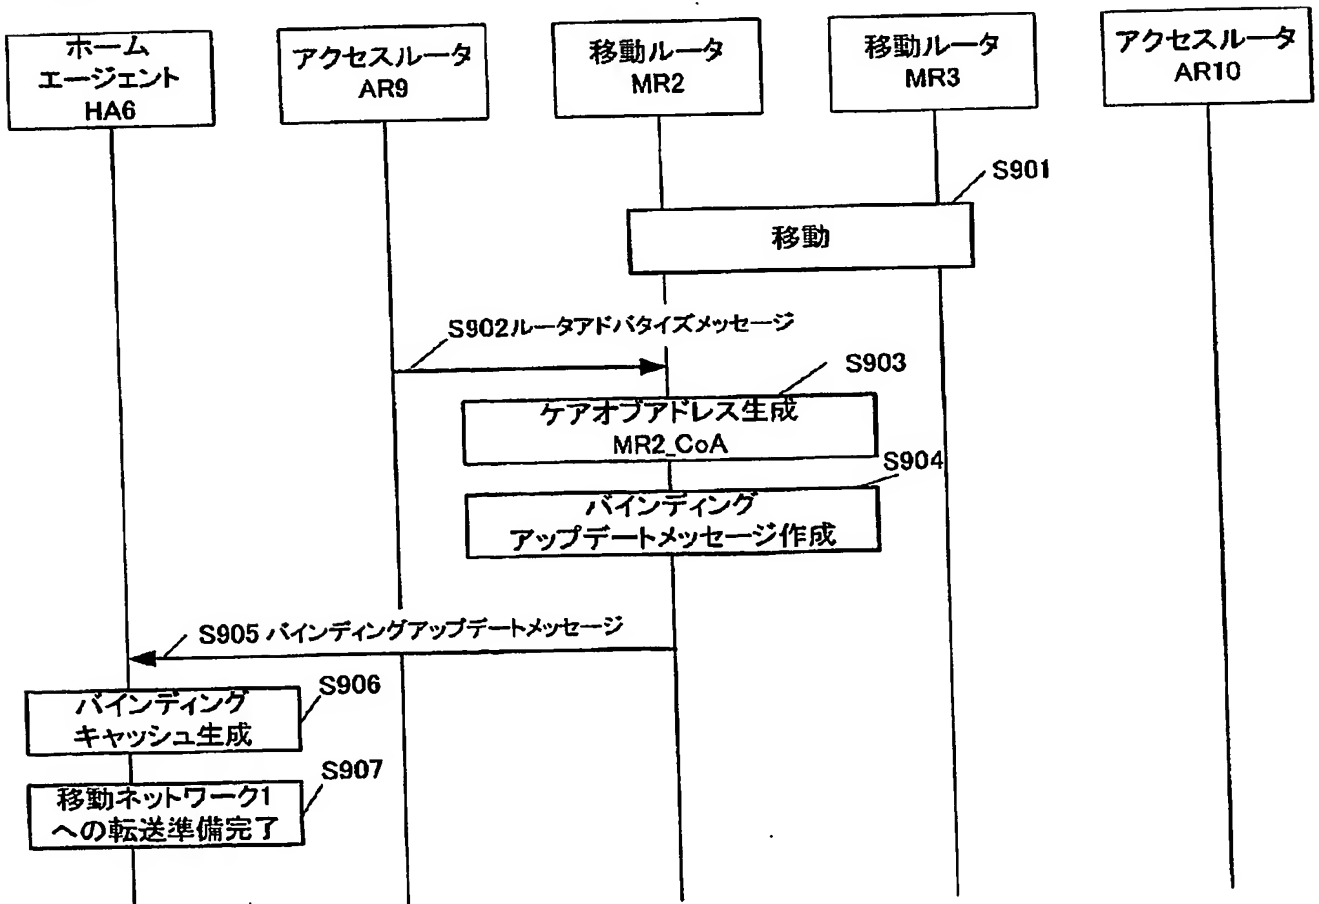 ホーム
エージェント
HA6
アクセスルータ
AR9
移動ルータ
MR2
移動ルータ
MR3
アクセスルータ
AR10
S901
移動
S902ルータアドバタイズメッセージ
S903
ケアオブアドレス生成
MR2_CoA
S904
バインディング
アップデートメッセージ作成
S905 バインディングアップデートメッセージ
S906
バインディング
キャッシュ生成
S907
移動ネットワーク1
への転送準備完了